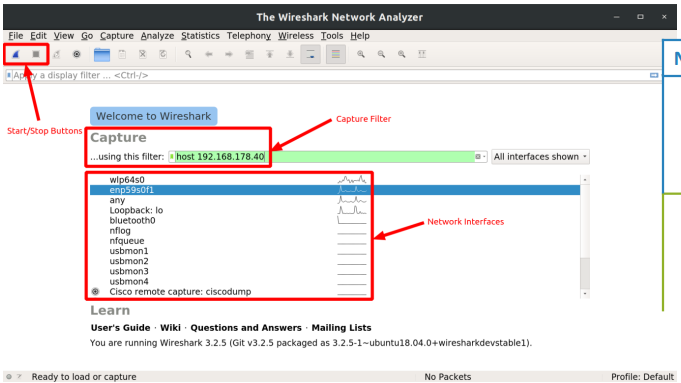 The Wireshark Network Analyzer
File Edit View Go Capture Analyze Statistics Telephony Wireless Tools Help
Apply a display filter ... <Ctrl-/>
N
Welcome to Wireshark
Start/Stop Buttons
Capture Filter
Capture
...using this filter: host 192.168.178.40
All interfaces shown
wlp64s0
enp59s0f1
any
Loopback: lo
bluetooth0
Network Interfaces
nflog
nfqueue
usbmon1
usbmon2
usbmon3
usbmon4
Cisco remote capture: ciscodump
Learn
User's Guide · Wiki · Questions and Answers · Mailing Lists
You are running Wireshark 3.2.5 (Git v3.2.5 packaged as 3.2.5-1~ubuntu18.04.0+wiresharkdevstable1).
Ready to load or capture
No Packets
Profile: Default